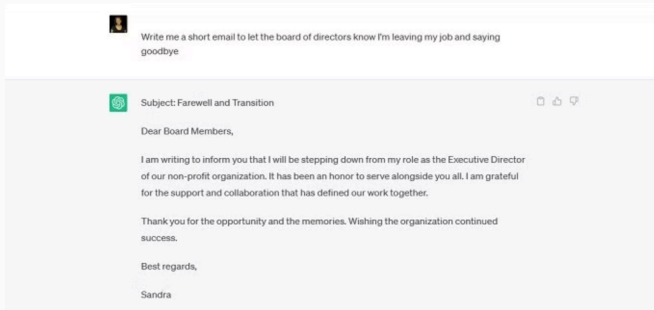 Write me a short email to let the board of directors know I'm leaving my job and saying
goodbye
Subject: Farewell and Transition
Dear Board Members,
I am writing to inform you that I will be stepping down from my role as the Executive Director
of our non-profit organization. It has been an honor to serve alongside you all. I am grateful
for the support and collaboration that has defined our work together.
Thank you for the opportunity and the memories. Wishing the organization continued
success.
Best regards,
Sandra